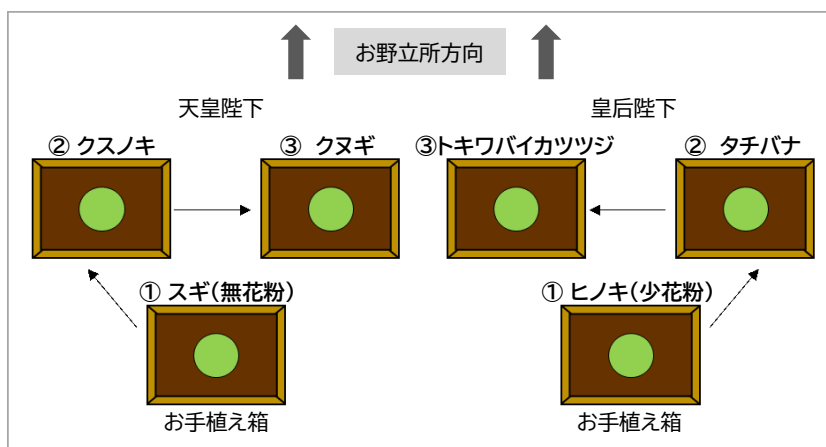 お野立所方向
天皇陛下
皇后陛下
② クスノキ
③ クヌギ
③トキワバイカツツジ
② タチバナ
① スギ(無花粉)
① ヒノキ(少花粉)
お手植え箱
お手植え箱